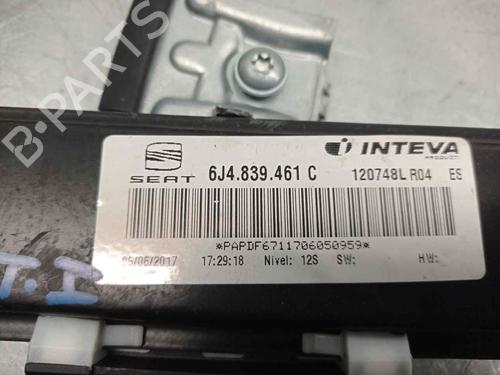 B-PARTS
SEAT
6J4.839.461 C
INTEVA
PRODUCTS
120748L R04 ES
*PAPDF6711706050959*
05/06/2017 17:29:18 Nivel: 12S SW: HW:
T.I